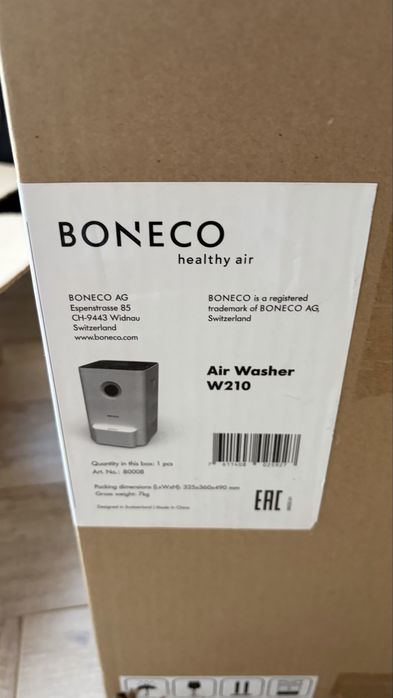 BONECO
healthy air
BONECO AG
Espenstrasse 85
CH-9443 Widnau
Switzerland
www.boneco.com
BONECO is a registered
trademark of BONECO AG,
Switzerland
Air Washer
W210
Quantity in this box: 1 pcs
Art. No.: 80008
Packing dimensions (LxWxH): 325x360x490 mm
Gross weight: 7kg
Designed in Switzerland | Made in China
EAC